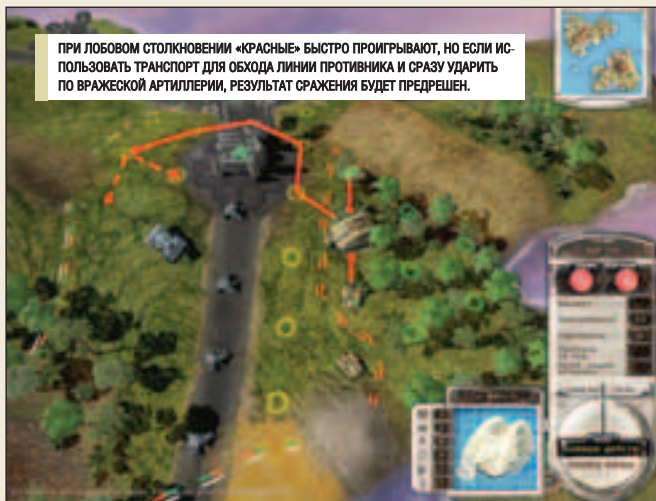 ПРИ ЛОБОВОМ СТОЛКНОВЕНИИ «КРАСНЫЕ» БЫСТРО ПРОИГРЫВАЮТ, НО ЕСЛИ ИС-
ПОЛЬЗОВАТЬ ТРАНСПОРТ ДЛЯ ОБХОДА ЛИНИИ ПРОТИВНИКА И СРАЗУ УДАРИТЬ
ПО ВРАЖЕСКОЙ АРТИЛЛЕРИИ, РЕЗУЛЬТАТ СРАЖЕНИЯ БУДЕТ ПРЕДРЕШЕН.